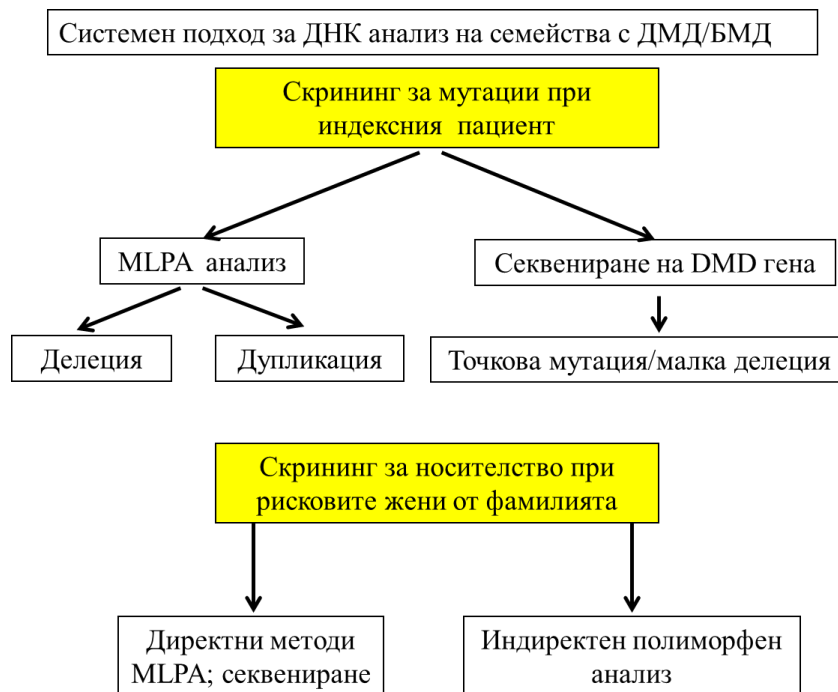 Системен подход за ДНК анализ на семейства с ДМД/БМД
Скрининг за мутации при
индексния пациент
MLPA анализ
Секвениране на DMD гена
Делеция
Дупликация
Точкова мутация/малка делеция
Скрининг за носителство при
рисковите жени от фамилията
Директни методи
MLPA; секвениране
Индиректен полиморфен
анализ